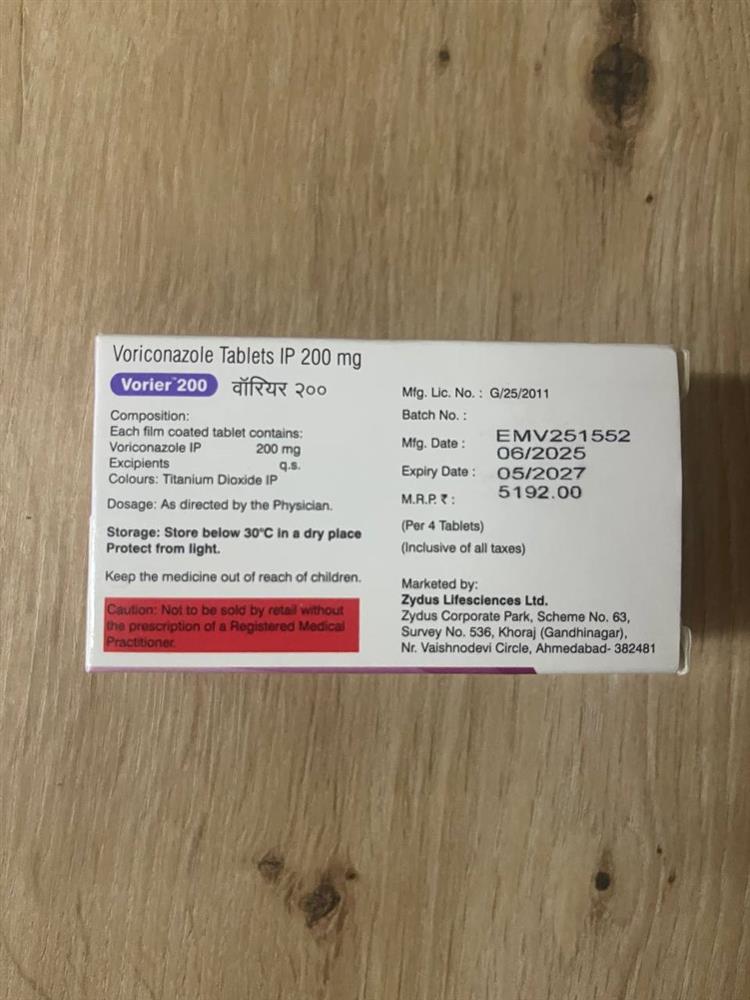 Voriconazole Tablets IP 200 mg
Vorier™200 वॉरियर २००
Composition:
Each film coated tablet contains:
Voriconazole IP 200 mg
Excipients q.s.
Colours: Titanium Dioxide IP
Dosage: As directed by the Physician.
Storage: Store below 30°C in a dry place
Protect from light.
Keep the medicine out of reach of children.
Caution: Not to be sold by retail without
the prescription of a Registered Medical
Practitioner.
Mfg. Lic. No. : G/25/2011
Batch No. : EMV251552
Mfg. Date : 06/2025
Expiry Date : 05/2027
M.R.P. ₹ : 5192.00
(Per 4 Tablets)
(Inclusive of all taxes)
Marketed by:
Zydus Lifesciences Ltd.
Zydus Corporate Park, Scheme No. 63,
Survey No. 536, Khoraj (Gandhinagar),
Nr. Vaishnodevi Circle, Ahmedabad- 382481